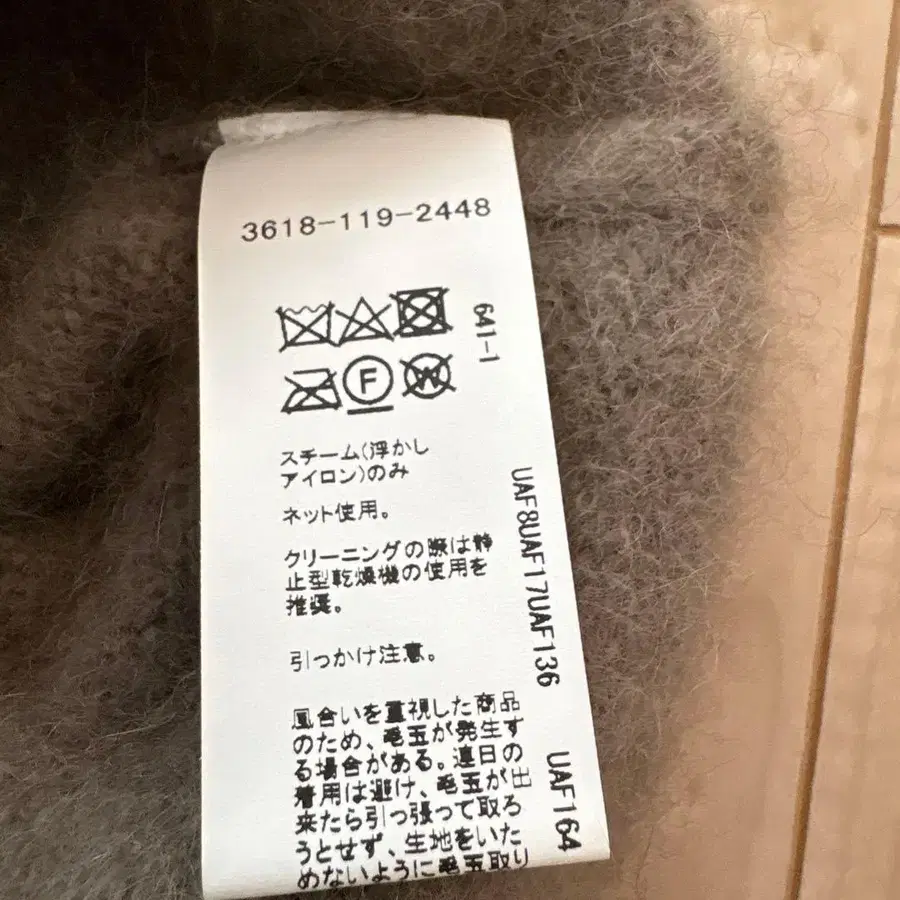 3618-119-2448
641-1
F
W
スチーム(浮かし
アイロン)のみ
ネット使用。
クリーニングの際は静
止型乾燥機の使用を
推奨。
引っかけ注意。
風合いを重視した商品
のため、毛玉が発生す
る場合がある。連日の
着用は避け、毛玉が出
来たら引っ張って取ろ
うとせず、生地をいた
めないように毛玉取り
UAF8UAF17UAF136
UAF164